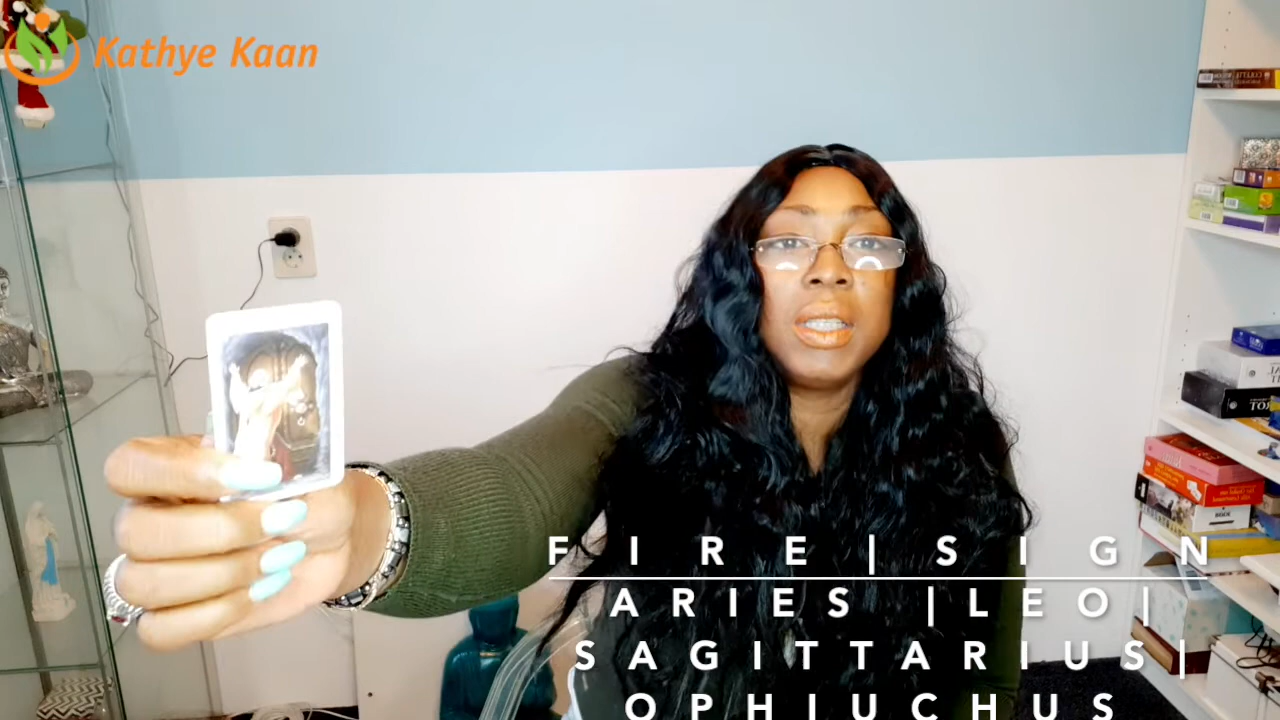 Kathye Kaan
FIRE|SIGN
ARIES |LEO|
SAGITTARIUS|
OPHIUCHUS